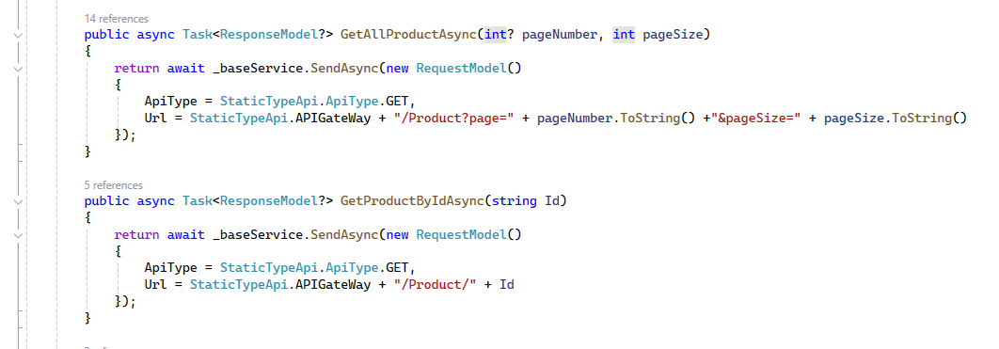 14 references
public async Task<ResponseModel?> GetAllProductAsync(int? pageNumber, int pageSize)
{
return await _baseService.SendAsync(new RequestModel()
{
ApiType = StaticTypeApi.ApiType.GET,
Url = StaticTypeApi.APIGateWay + "/Product?page=" + pageNumber.ToString() +"&pageSize=" + pageSize.ToString()
});
}
5 references
public async Task<ResponseModel?> GetProductByIdAsync(string Id)
{
return await _baseService.SendAsync(new RequestModel()
{
ApiType = StaticTypeApi.ApiType.GET,
Url = StaticTypeApi.APIGateWay + "/Product/" + Id
});
}